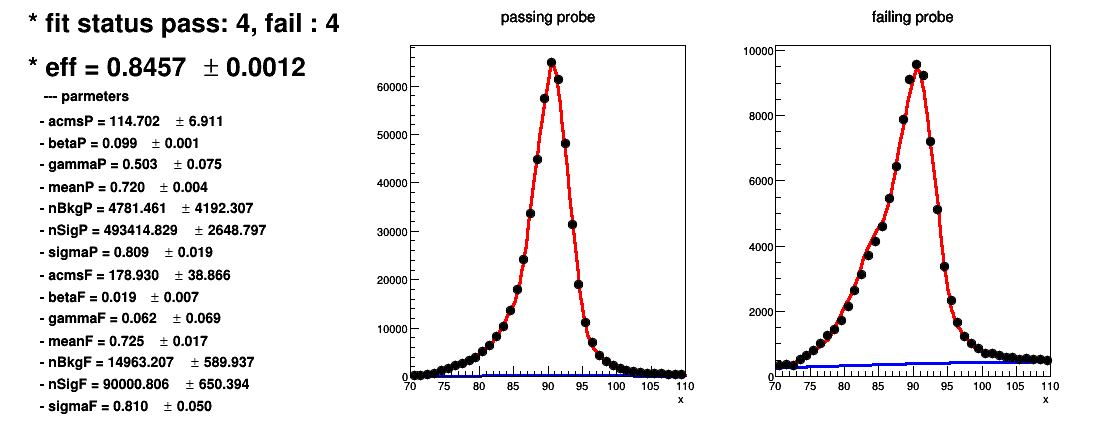 * fit status pass: 4, fail : 4
* eff = 0.8457 ± 0.0012
--- parmeters
- acmsP = 114.702 ± 6.911
- betaP = 0.099 ± 0.001
- gammaP = 0.503 ± 0.075
- meanP = 0.720 ± 0.004
- nBkgP = 4781.461 ± 4192.307
- nSigP = 493414.829 ± 2648.797
- sigmaP = 0.809 ± 0.019
- acmsF = 178.930 ± 38.866
- betaF = 0.019 ± 0.007
- gammaF = 0.062 ± 0.069
- meanF = 0.725 ± 0.017
- nBkgF = 14963.207 ± 589.937
- nSigF = 90000.806 ± 650.394
- sigmaF = 0.810 ± 0.050
passing probe
60000
50000
40000
30000
20000
10000
0
70 75 80 85 90 95 100 105 110
x
failing probe
10000
8000
6000
4000
2000
0
70 75 80 85 90 95 100 105 110
x